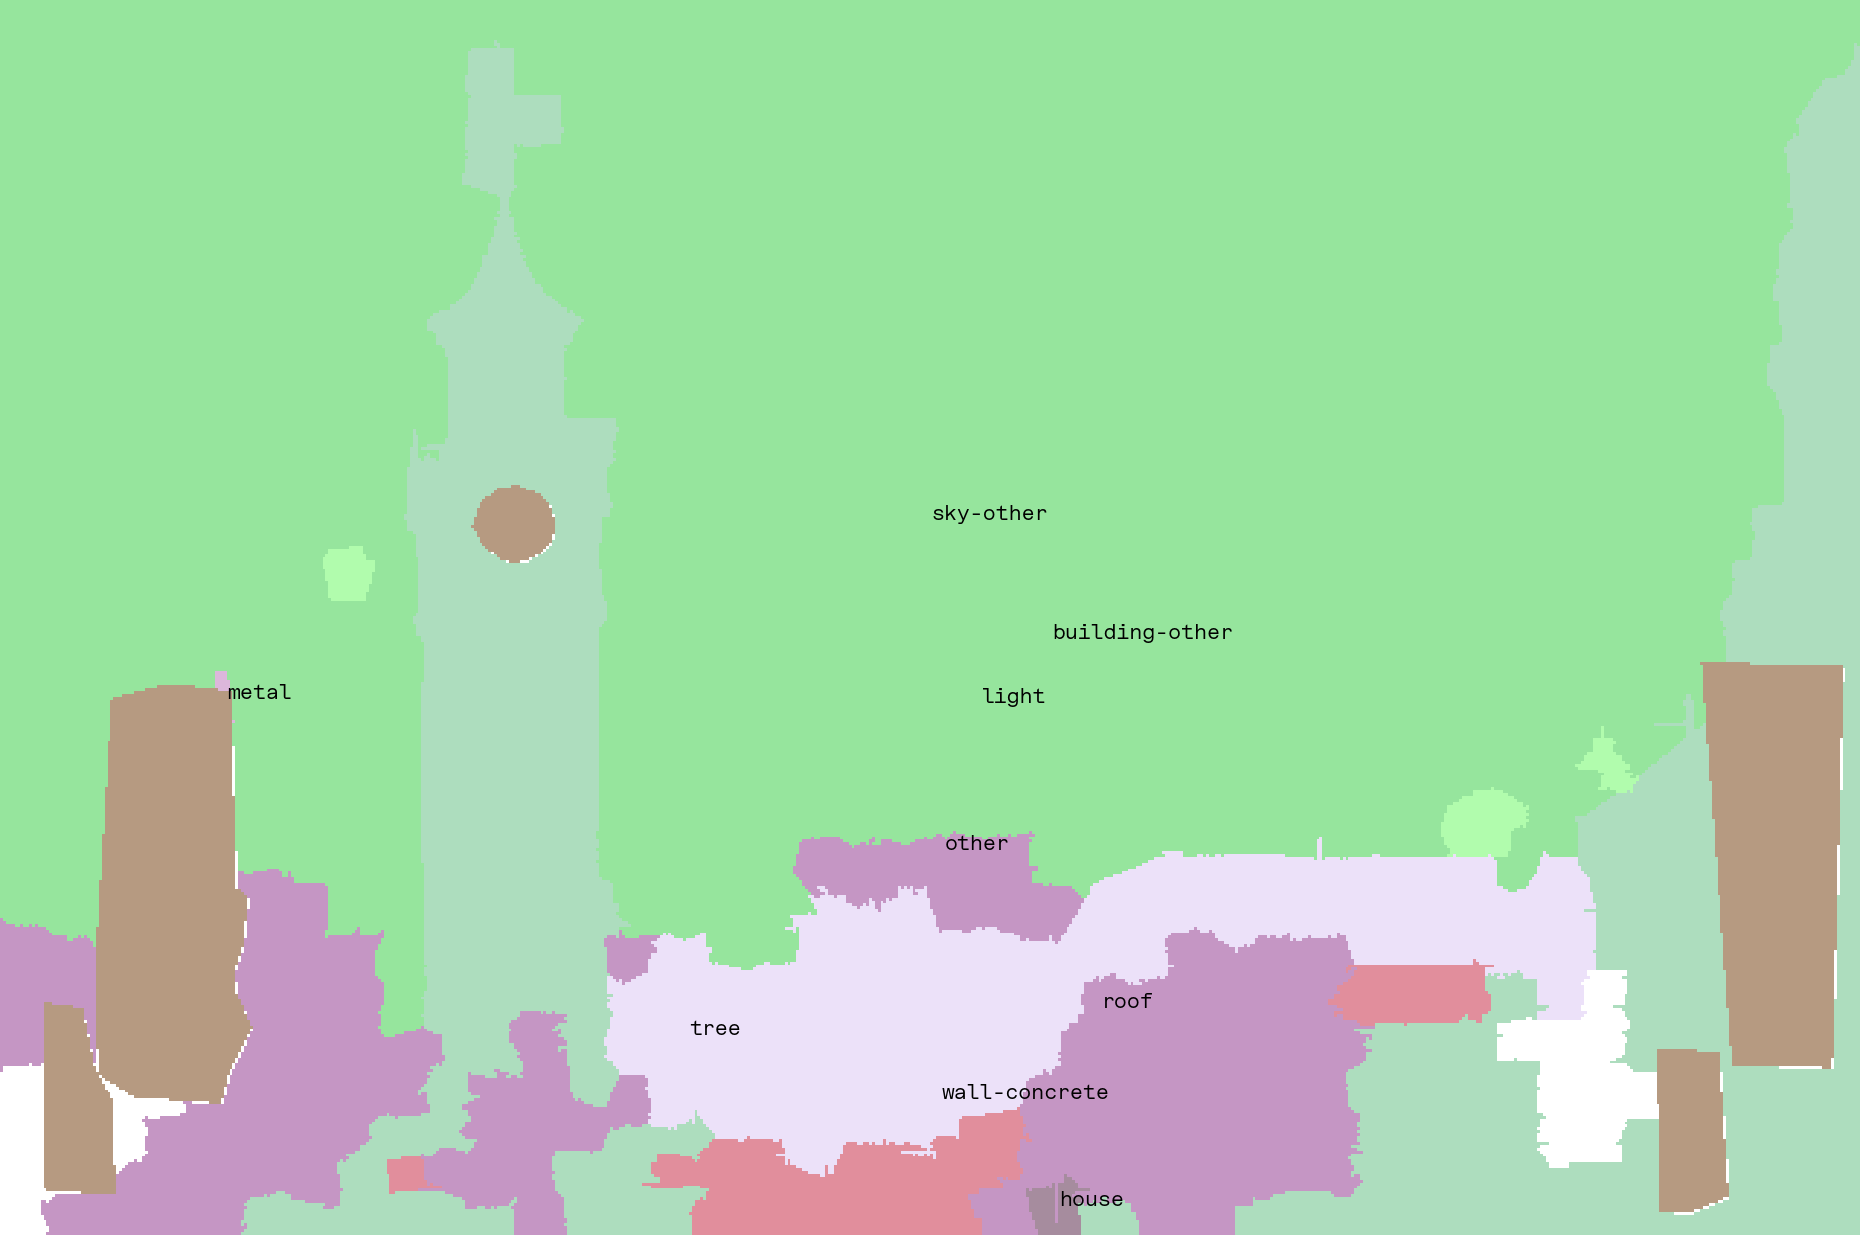 sky-other
building-other
metal
light
other
roof
tree
wall-concrete
house